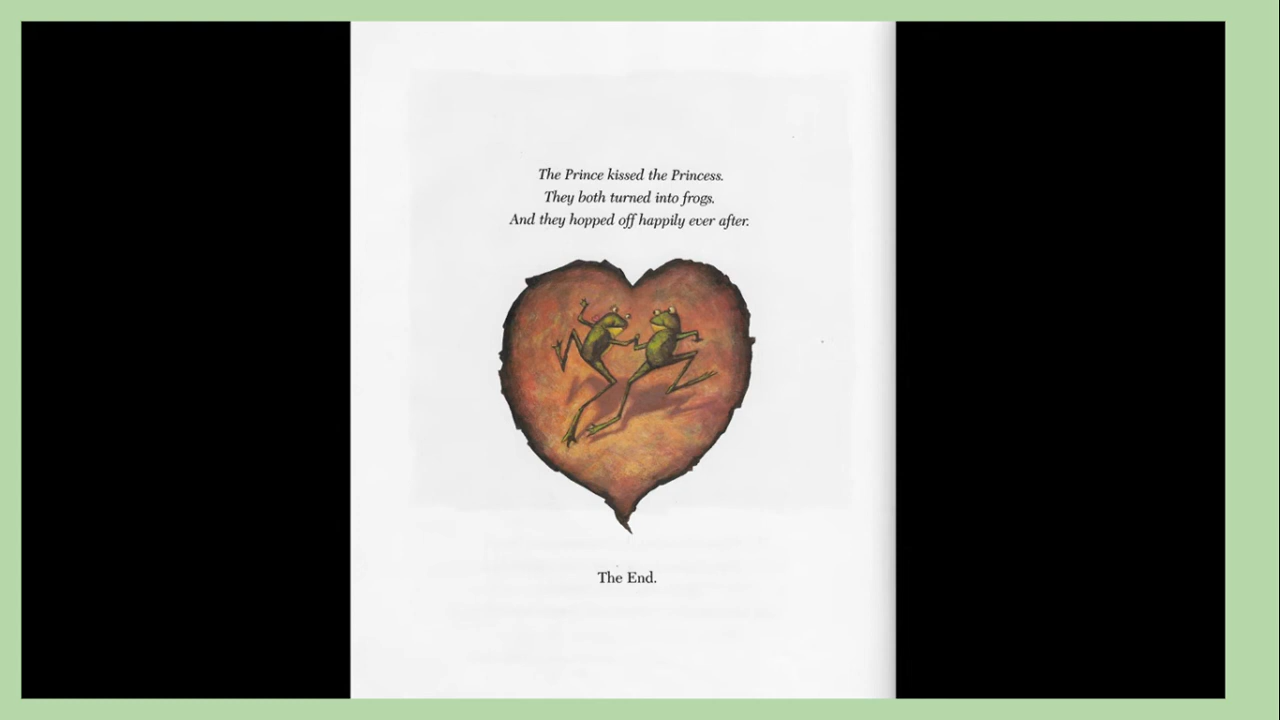 The Prince kissed the Princess.
They both turned into frogs.
And they hopped off happily ever after.
The End.